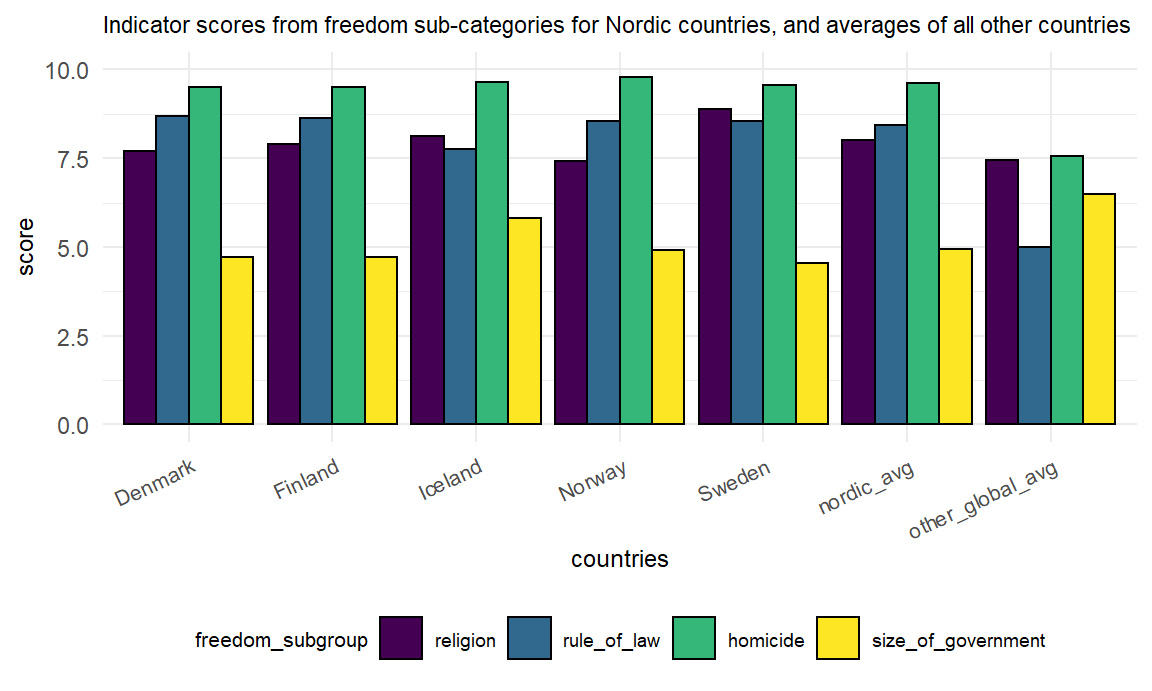 Indicator scores from freedom sub-categories for Nordic countries, and averages of all other countries
10.0
7.5
5.0
2.5
0.0
score
Denmark
Finland
Iceland
Norway
Sweden
nordic_avg
other_global_avg
countries
freedom_subgroup religion rule_of_law homicide size_of_government